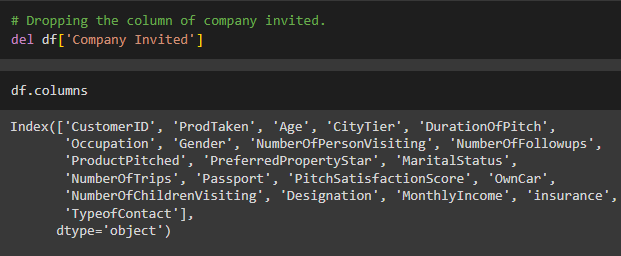 # Dropping the column of company invited.
del df['Company Invited']
df.columns
Index(['CustomerID', 'ProdTaken', 'Age', 'CityTier', 'DurationOfPitch',
'Occupation', 'Gender', 'NumberOfPersonVisiting', 'NumberOfFollowups',
'ProductPitched', 'PreferredPropertyStar', 'MaritalStatus',
'NumberOfTrips', 'Passport', 'PitchSatisfactionScore', 'OwnCar',
'NumberOfChildrenVisiting', 'Designation', 'MonthlyIncome', 'insurance',
'TypeofContact'],
dtype='object')